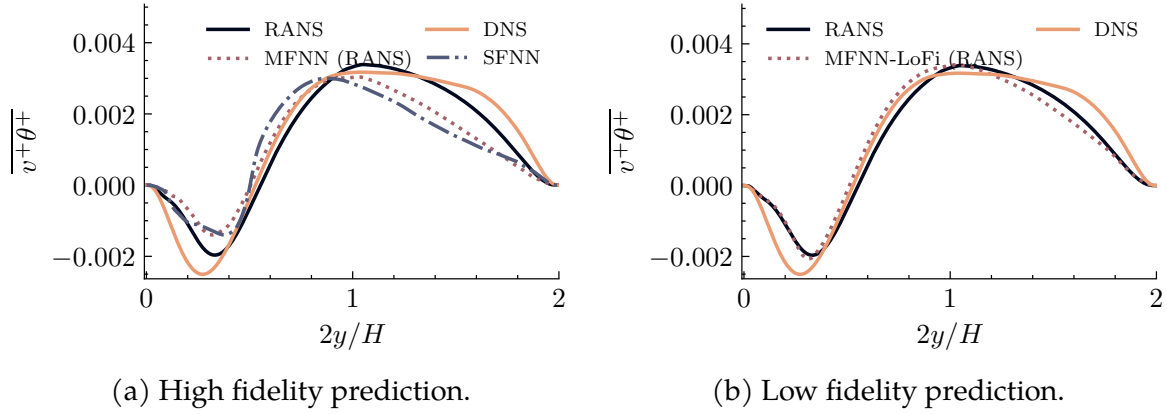 RANS DNS
MFNN (RANS) SFNN
0.004
0.002
0.000
−0.002
v⁺θ⁺
0 1 2
2y/H
(a) High fidelity prediction.
RANS DNS
MFNN-LoFi (RANS)
0.004
0.002
0.000
−0.002
v⁺θ⁺
0 1 2
2y/H
(b) Low fidelity prediction.